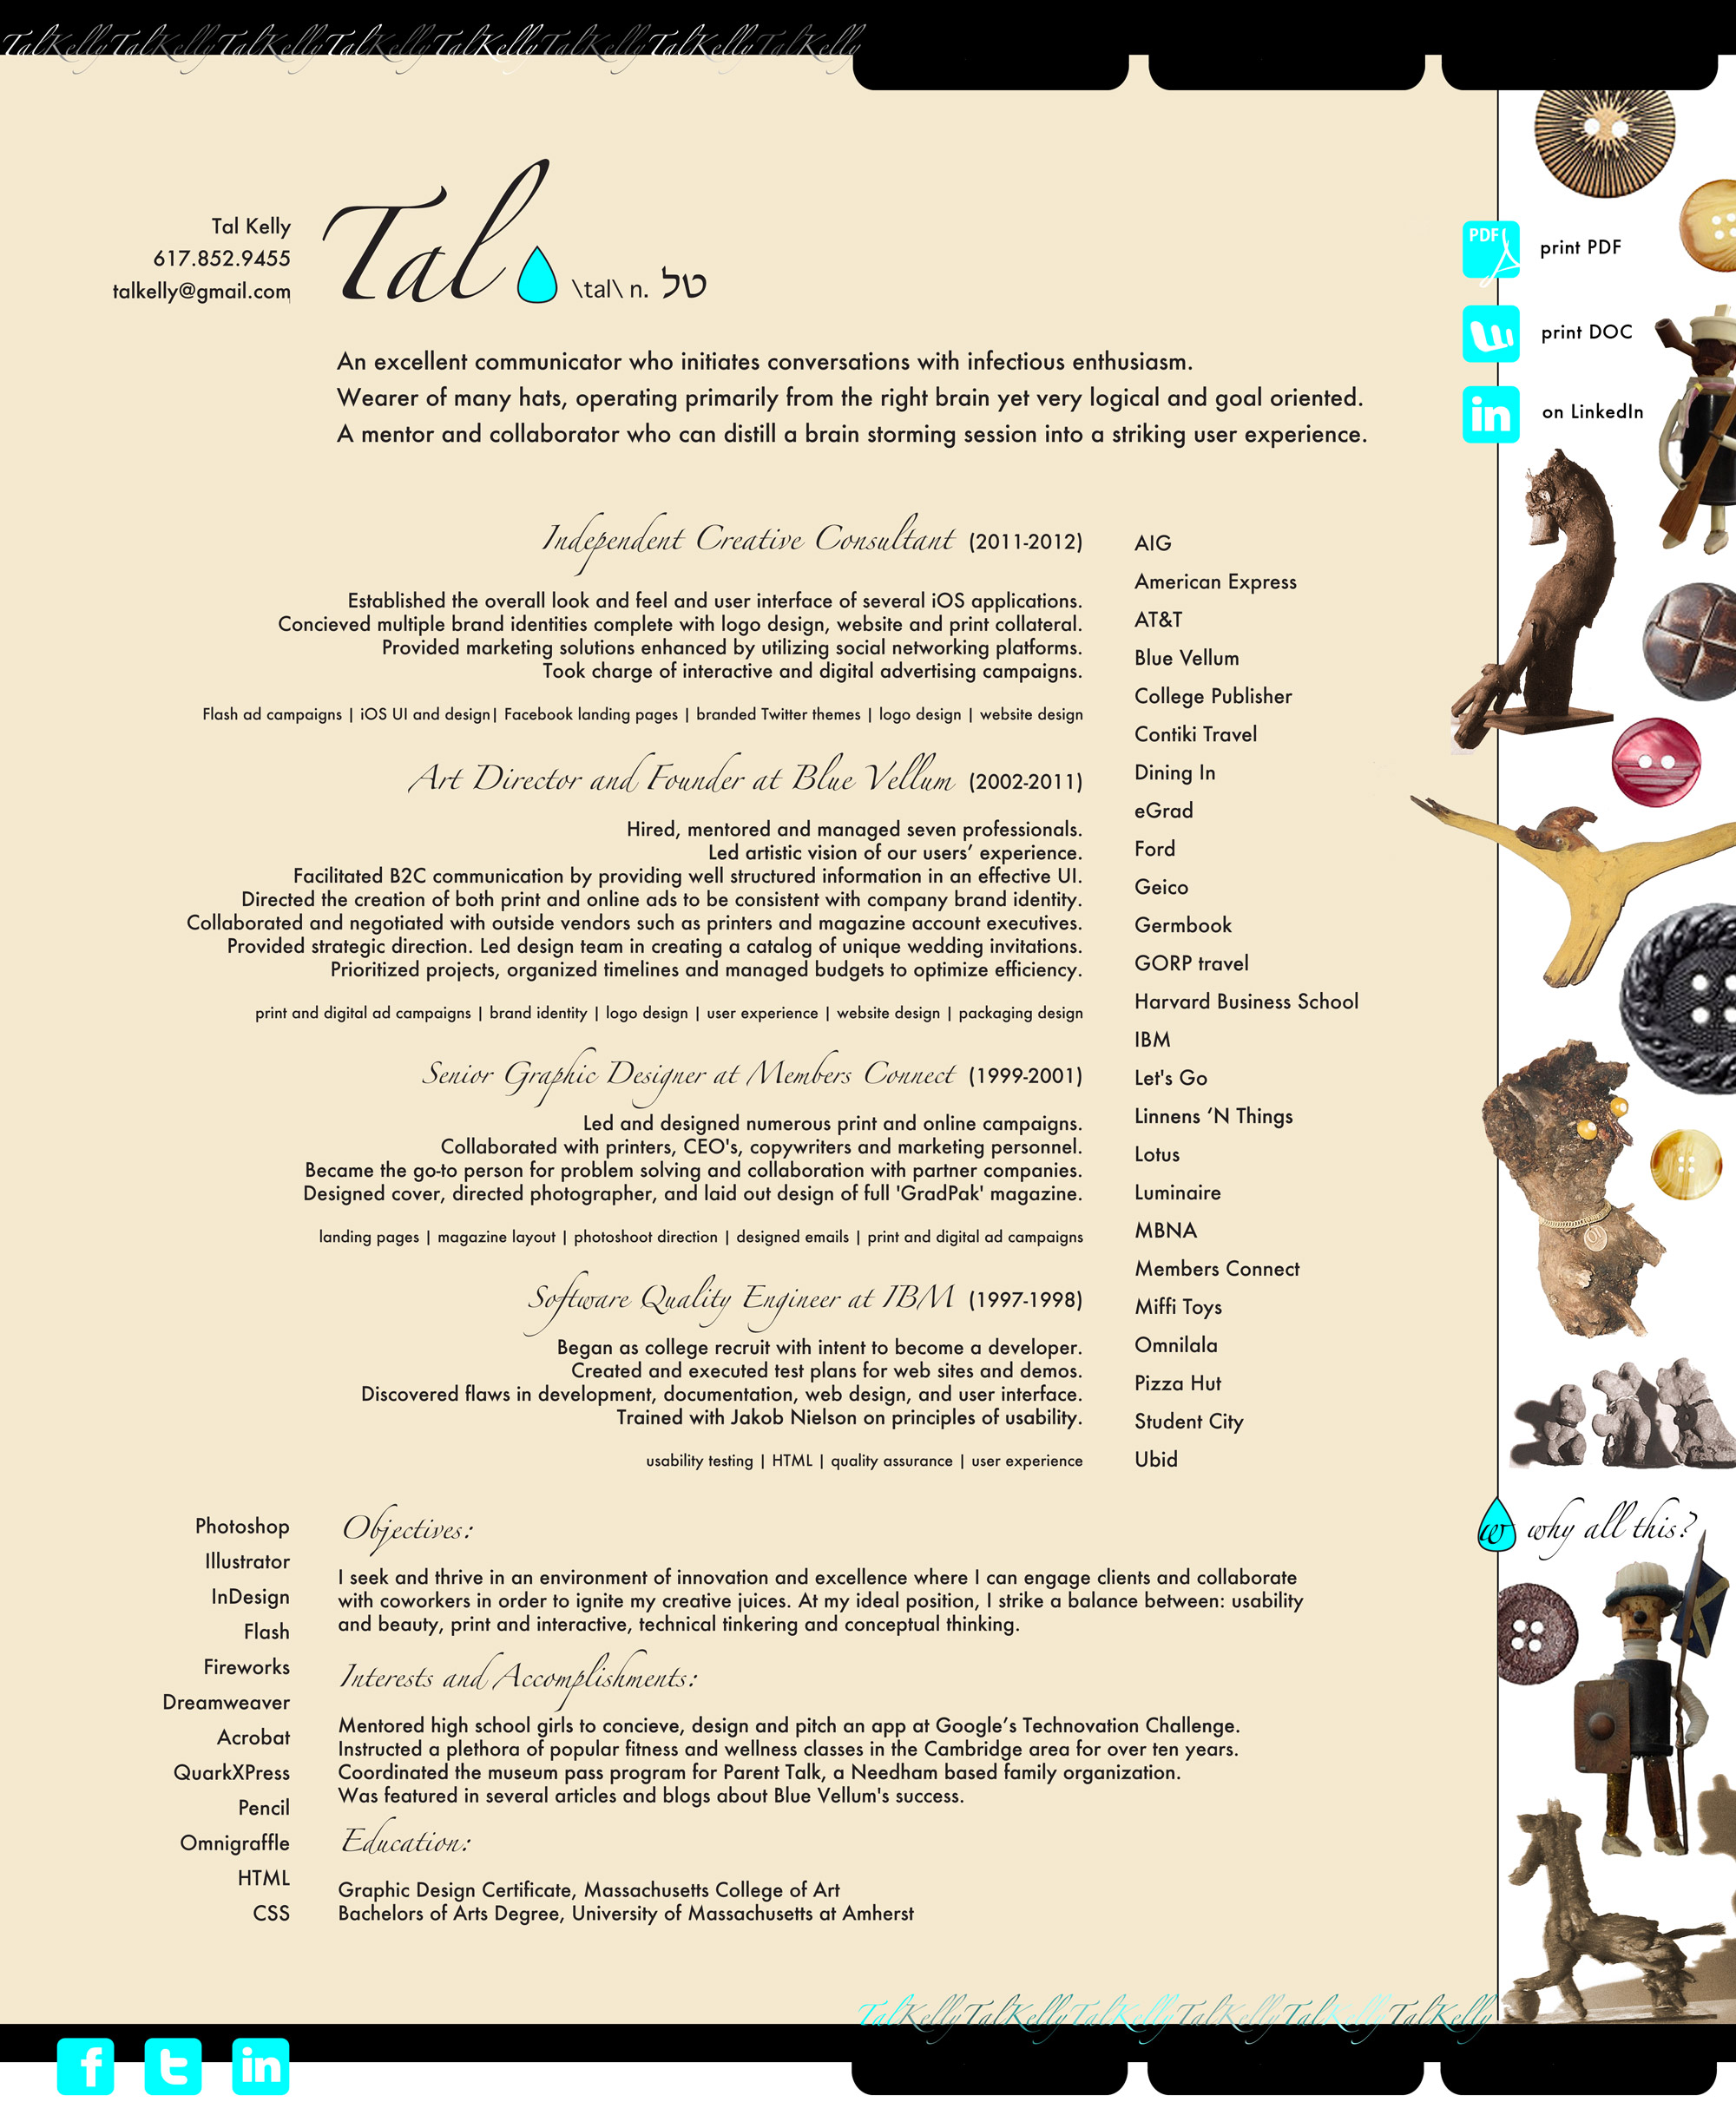 TalKellyTalKellyTalKellyTalKellyTalKellyTalKellyTalKellyTalKelly
Tal Kelly
617.852.9455
talkelly@gmail.com
Tal \tal\ n. טל
An excellent communicator who initiates conversations with infectious enthusiasm.
Wearer of many hats, operating primarily from the right brain yet very logical and goal oriented.
A mentor and collaborator who can distill a brain storming session into a striking user experience.
PDF print PDF
print DOC
in on LinkedIn
Independent Creative Consultant (2011-2012)
Established the overall look and feel and user interface of several iOS applications.
Concieved multiple brand identities complete with logo design, website and print collateral.
Provided marketing solutions enhanced by utilizing social networking platforms.
Took charge of interactive and digital advertising campaigns.
Flash ad campaigns | iOS UI and design| Facebook landing pages | branded Twitter themes | logo design | website design
Art Director and Founder at Blue Vellum (2002-2011)
Hired, mentored and managed seven professionals.
Led artistic vision of our users’ experience.
Facilitated B2C communication by providing well structured information in an effective UI.
Directed the creation of both print and online ads to be consistent with company brand identity.
Collaborated and negotiated with outside vendors such as printers and magazine account executives.
Provided strategic direction. Led design team in creating a catalog of unique wedding invitations.
Prioritized projects, organized timelines and managed budgets to optimize efficiency.
print and digital ad campaigns | brand identity | logo design | user experience | website design | packaging design
Senior Graphic Designer at Members Connect (1999-2001)
Led and designed numerous print and online campaigns.
Collaborated with printers, CEO's, copywriters and marketing personnel.
Became the go-to person for problem solving and collaboration with partner companies.
Designed cover, directed photographer, and laid out design of full 'GradPak' magazine.
landing pages | magazine layout | photoshoot direction | designed emails | print and digital ad campaigns
Software Quality Engineer at IBM (1997-1998)
Began as college recruit with intent to become a developer.
Created and executed test plans for web sites and demos.
Discovered flaws in development, documentation, web design, and user interface.
Trained with Jakob Nielson on principles of usability.
usability testing | HTML | quality assurance | user experience
AIG
American Express
AT&T
Blue Vellum
College Publisher
Contiki Travel
Dining In
eGrad
Ford
Geico
Germbook
GORP travel
Harvard Business School
IBM
Let's Go
Linnens ‘N Things
Lotus
Luminaire
MBNA
Members Connect
Miffi Toys
Omnilala
Pizza Hut
Student City
Ubid
w why all this?
Photoshop
Illustrator
InDesign
Flash
Fireworks
Dreamweaver
Acrobat
QuarkXPress
Pencil
Omnigraffle
HTML
CSS
Objectives:
I seek and thrive in an environment of innovation and excellence where I can engage clients and collaborate
with coworkers in order to ignite my creative juices. At my ideal position, I strike a balance between: usability
and beauty, print and interactive, technical tinkering and conceptual thinking.
Interests and Accomplishments:
Mentored high school girls to concieve, design and pitch an app at Google’s Technovation Challenge.
Instructed a plethora of popular fitness and wellness classes in the Cambridge area for over ten years.
Coordinated the museum pass program for Parent Talk, a Needham based family organization.
Was featured in several articles and blogs about Blue Vellum's success.
Education:
Graphic Design Certificate, Massachusetts College of Art
Bachelors of Arts Degree, University of Massachusetts at Amherst
TalKellyTalKellyTalKellyTalKellyTalKellyTalKelly
f t in